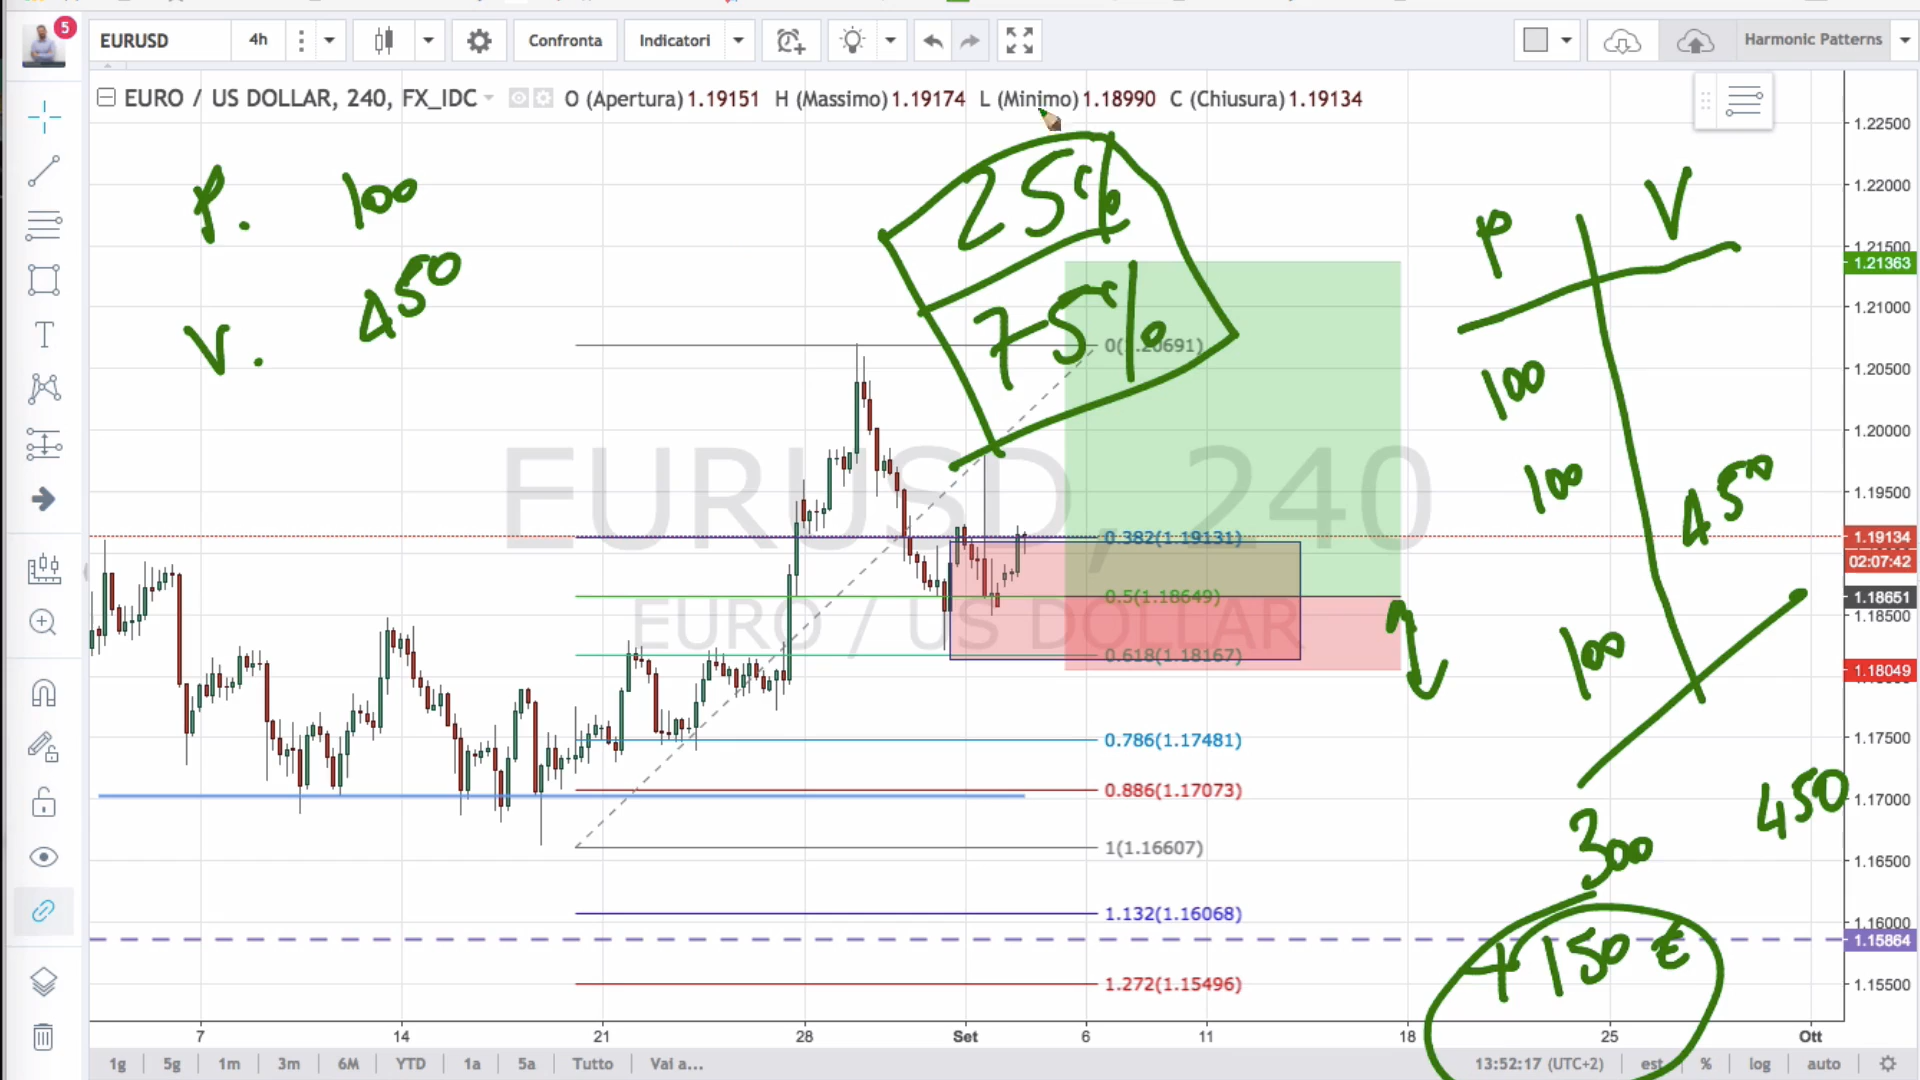 5
EURUSD
4h
Confronta
Indicatori
Harmonic Patterns
EURO / US DOLLAR, 240, FX_IDC
O (Apertura) 1.19151 H (Massimo) 1.19174 L (Minimo) 1.18990 C (Chiusura) 1.19134
P. 100
V. 450
25%
75%
P V
100
100
450
100
300
450
+ 150 €
EURUSD, 240
EURO / US DOLLAR
0(1.20691)
0.382(1.19131)
0.5(1.18649)
0.618(1.18167)
0.786(1.17481)
0.886(1.17073)
1(1.16607)
1.132(1.16068)
1.272(1.15496)
1.22500
1.22000
1.21500
1.21363
1.21000
1.20500
1.20000
1.19500
1.19134
02:07:42
1.18651
1.18500
1.18049
1.17500
1.17000
1.16500
1.16000
1.15864
1.15500
7 14 21 28 Set 6 11 18 25 Ott
1g 5g 1m 3m 6M YTD 1a 5a Tutto Vai a...
13:52:17 (UTC+2) est % log auto